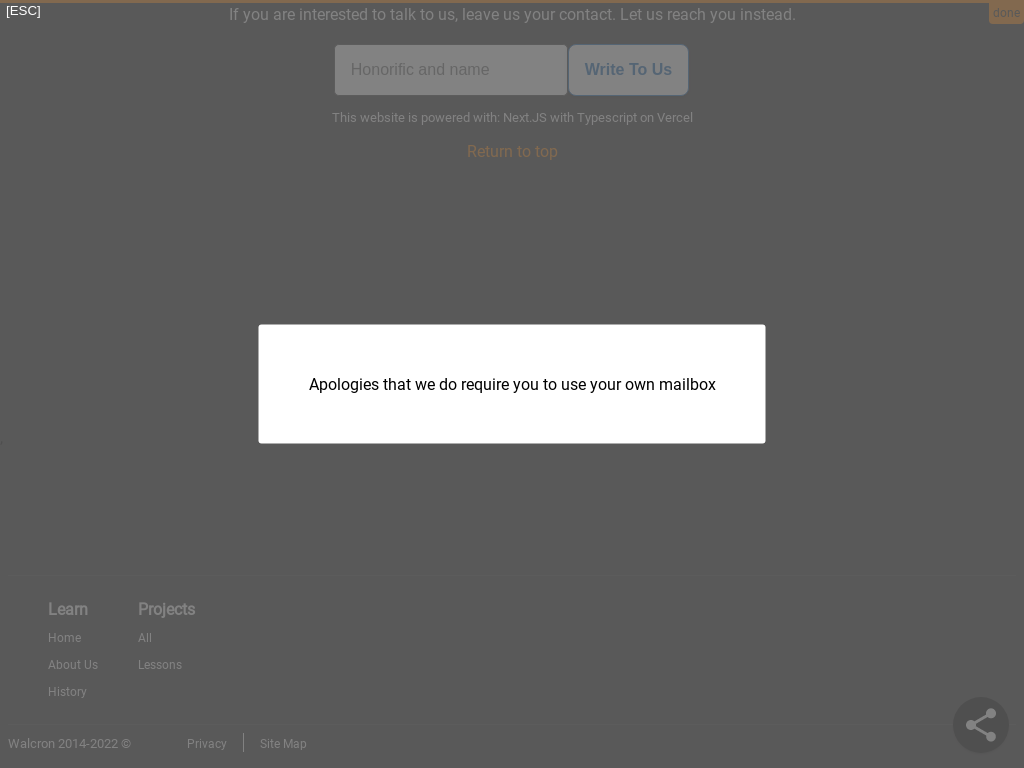 [ESC]
If you are interested to talk to us, leave us your contact. Let us reach you instead.
done
Honorific and name
Write To Us
This website is powered with: Next.JS with Typescript on Vercel
Return to top
Apologies that we do require you to use your own mailbox
Learn
Projects
Home
All
About Us
Lessons
History
Walcron 2014-2022 ©
Privacy
Site Map